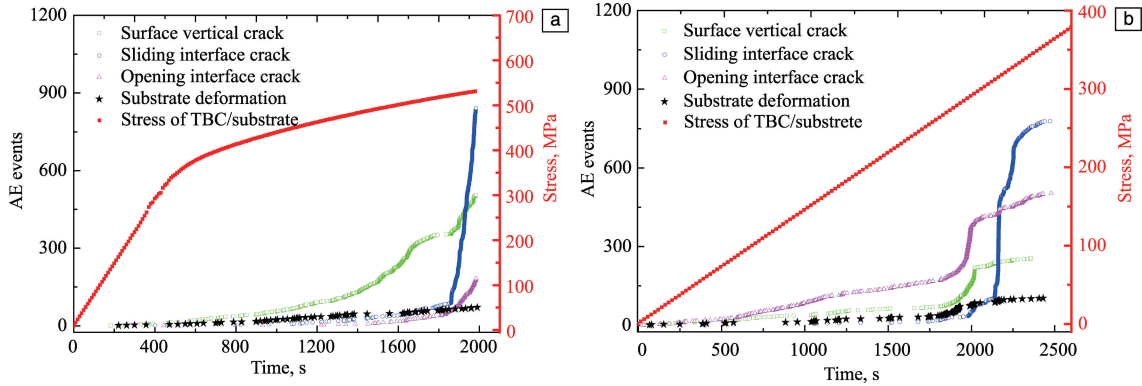 a
1200
900
600
300
0
AE events
Surface vertical crack
Sliding interface crack
Opening interface crack
Substrate deformation
Stress of TBC/substrate
700
600
500
400
300
200
100
0
Stress, MPa
0 400 800 1200 1600 2000
Time, s
b
1200
900
600
300
0
AE events
Surface vertical crack
Sliding interface crack
Opening interface crack
Substrate deformation
Stress of TBC/substrete
400
300
200
100
0
Stress, MPa
0 500 1000 1500 2000 2500
Time, s